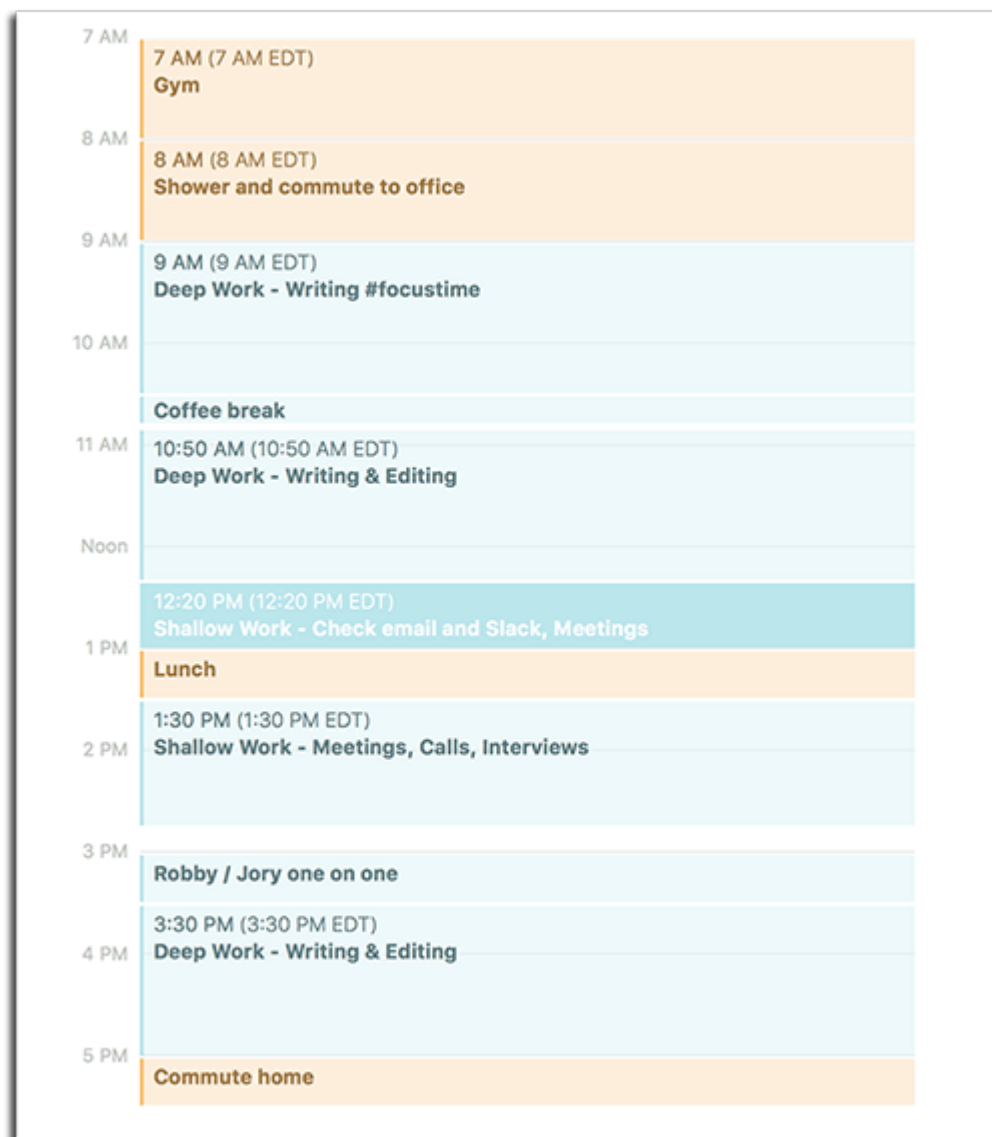 7 AM
7 AM (7 AM EDT)
Gym
8 AM
8 AM (8 AM EDT)
Shower and commute to office
9 AM
9 AM (9 AM EDT)
Deep Work - Writing #focustime
10 AM
Coffee break
11 AM
10:50 AM (10:50 AM EDT)
Deep Work - Writing & Editing
Noon
12:20 PM (12:20 PM EDT)
Shallow Work - Check email and Slack, Meetings
1 PM
Lunch
1:30 PM (1:30 PM EDT)
2 PM
Shallow Work - Meetings, Calls, Interviews
3 PM
Robby / Jory one on one
3:30 PM (3:30 PM EDT)
4 PM
Deep Work - Writing & Editing
5 PM
Commute home